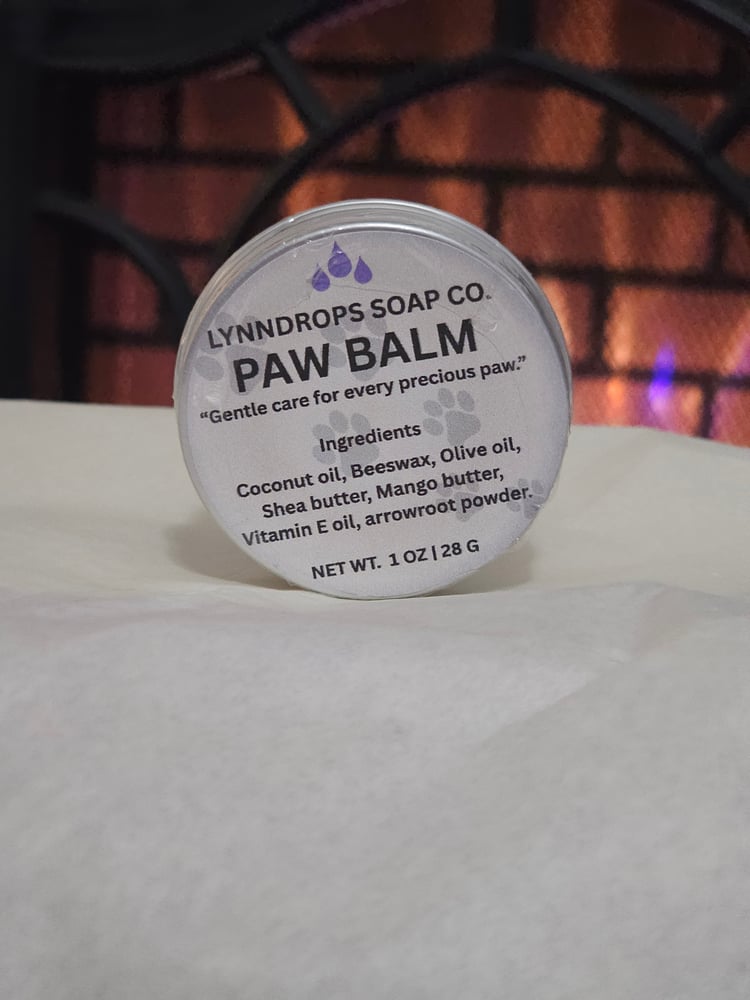 LYNNDROPS SOAP CO.
PAW BALM
“Gentle care for every precious paw.”
Ingredients
Coconut oil, Beeswax, Olive oil,
Shea butter, Mango butter,
Vitamin E oil, arrowroot powder.
NET WT. 1 OZ | 28 G